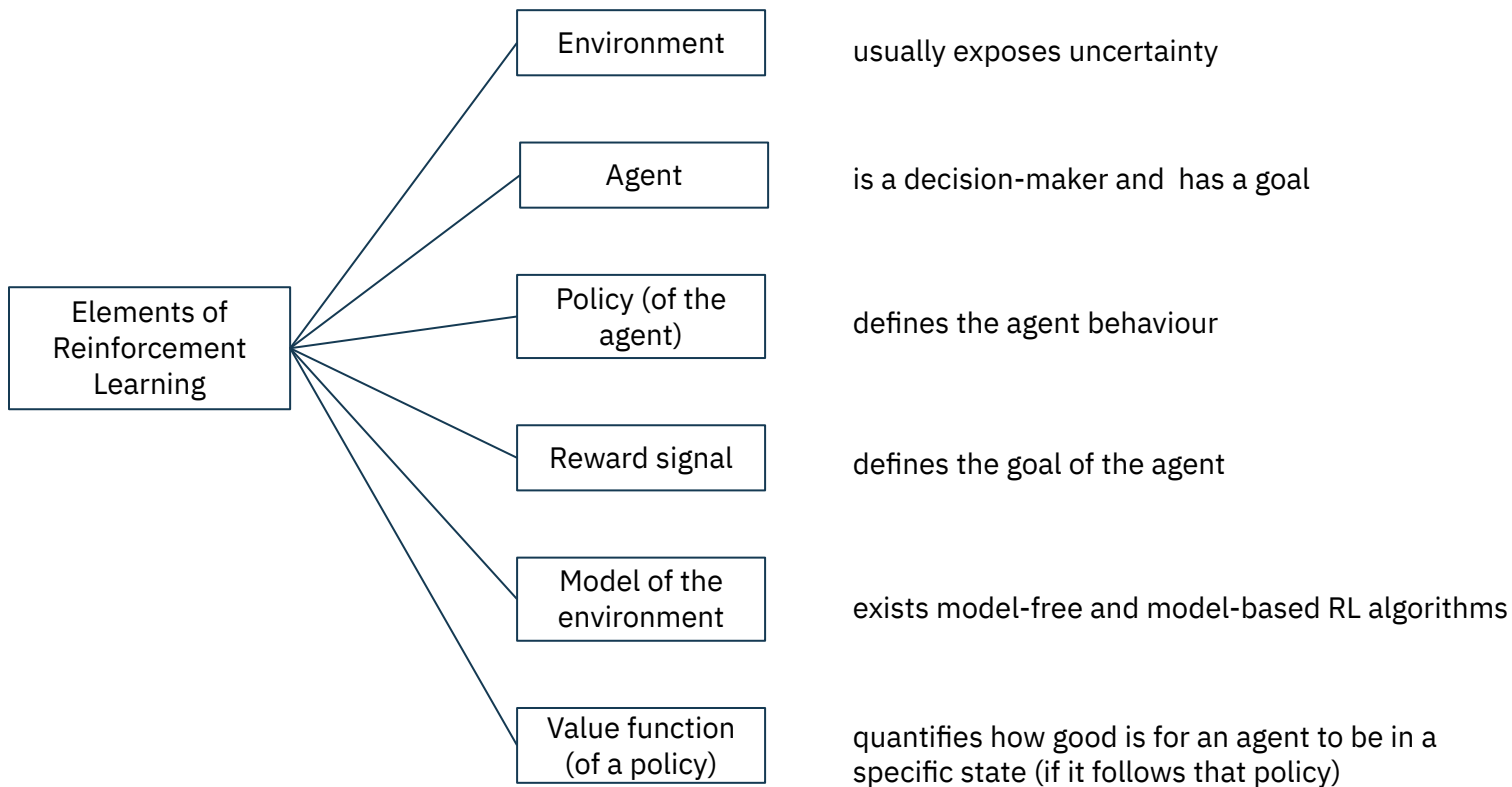 Environment
usually exposes uncertainty
Agent
is a decision-maker and  has a goal
Elements of
Reinforcement
Learning
Policy (of the
agent)
defines the agent behaviour
Reward signal
defines the goal of the agent
Model of the
environment
exists model-free and model-based RL algorithms
Value function
(of a policy)
quantifies how good is for an agent to be in a
specific state (if it follows that policy)